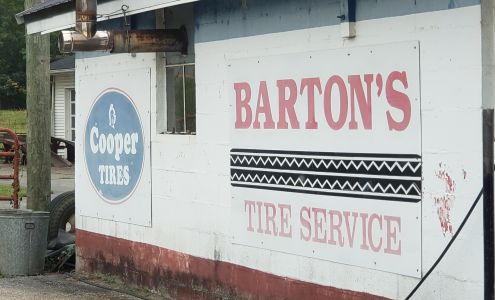 Cooper
TIRES
BARTON'S
TIRE SERVICE